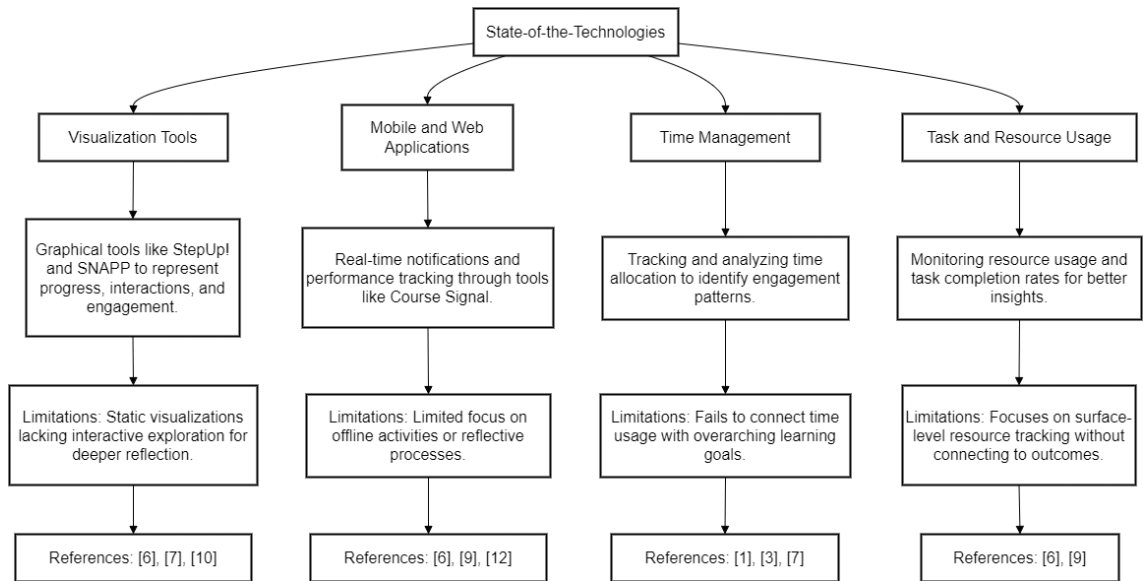 State-of-the-Technologies
Visualization Tools
Mobile and Web
Applications
Time Management
Task and Resource Usage
Graphical tools like StepUp!
and SNAPP to represent
progress, interactions, and
engagement.
Real-time notifications and
performance tracking through tools
like Course Signal.
Tracking and analyzing time
allocation to identify engagement
patterns.
Monitoring resource usage and
task completion rates for better
insights.
Limitations: Static visualizations
lacking interactive exploration for
deeper reflection.
Limitations: Limited focus on
offline activities or reflective
processes.
Limitations: Fails to connect time
usage with overarching learning
goals.
Limitations: Focuses on surface-
level resource tracking without
connecting to outcomes.
References: [6], [7], [10]
References: [6], [9], [12]
References: [1], [3], [7]
References: [6], [9]